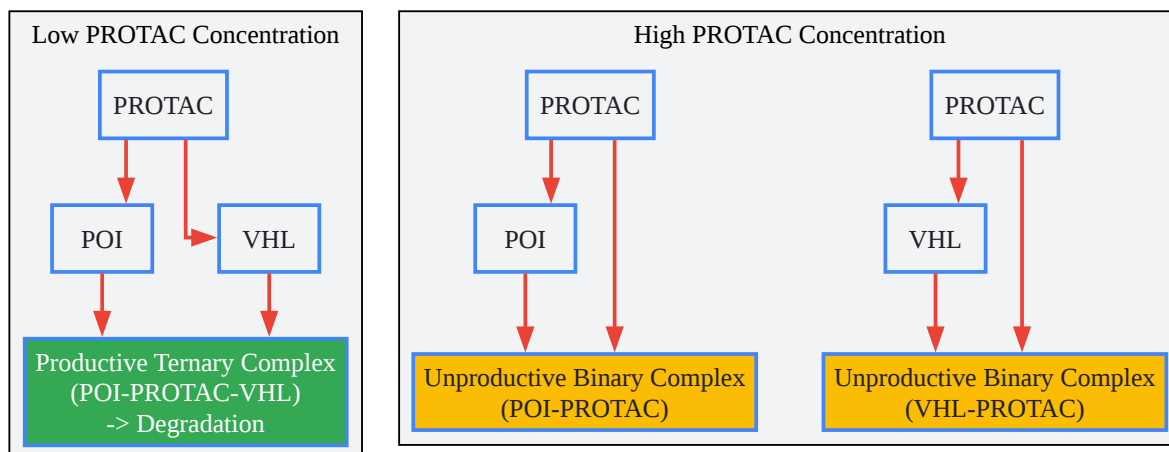 Low PROTAC Concentration
PROTAC
POI
VHL
Productive Ternary Complex
(POI-PROTAC-VHL)
-> Degradation
High PROTAC Concentration
PROTAC
POI
Unproductive Binary Complex
(POI-PROTAC)
PROTAC
VHL
Unproductive Binary Complex
(VHL-PROTAC)